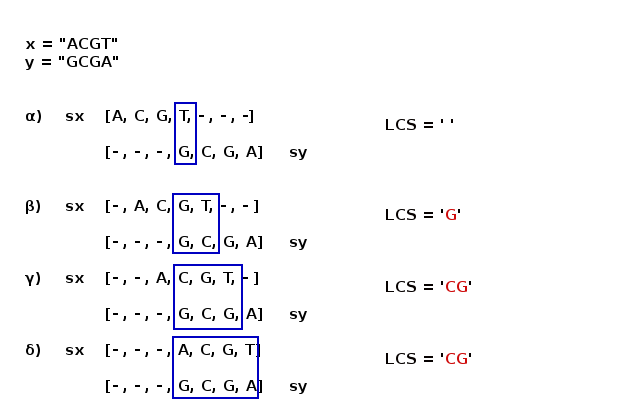 x = "ACGT"
y = "GCGA"
α) sx [A, C, G, T, -, -, -] LCS = ' '
[-, -, -, G, C, G, A] sy
β) sx [-, A, C, G, T, -, -] LCS = 'G'
[-, -, -, G, C, G, A] sy
γ) sx [-, -, A, C, G, T, -] LCS = 'CG'
[-, -, -, G, C, G, A] sy
δ) sx [-, -, -, A, C, G, T] LCS = 'CG'
[-, -, -, G, C, G, A] sy